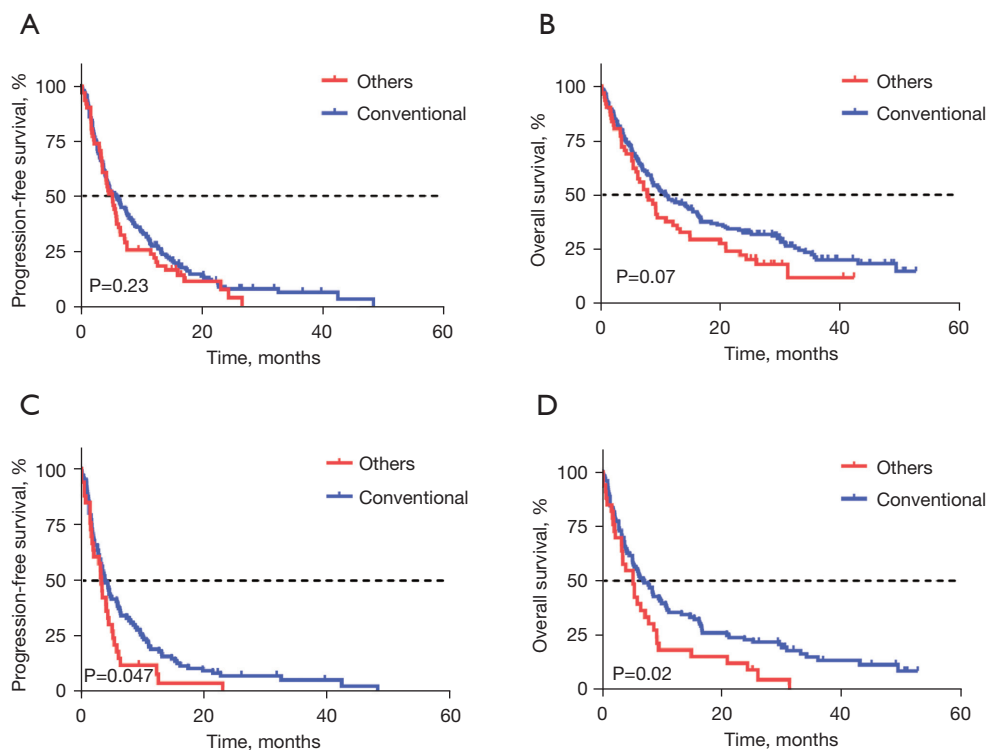 A
Progression-free survival, %
100
75
50
25
0
Others
Conventional
P=0.23
0 20 40 60
Time, months
B
Overall survival, %
100
75
50
25
0
Others
Conventional
P=0.07
0 20 40 60
Time, months
C
Progression-free survival, %
100
75
50
25
0
Others
Conventional
P=0.047
0 20 40 60
Time, months
D
Overall survival, %
100
75
50
25
0
Others
Conventional
P=0.02
0 20 40 60
Time, months